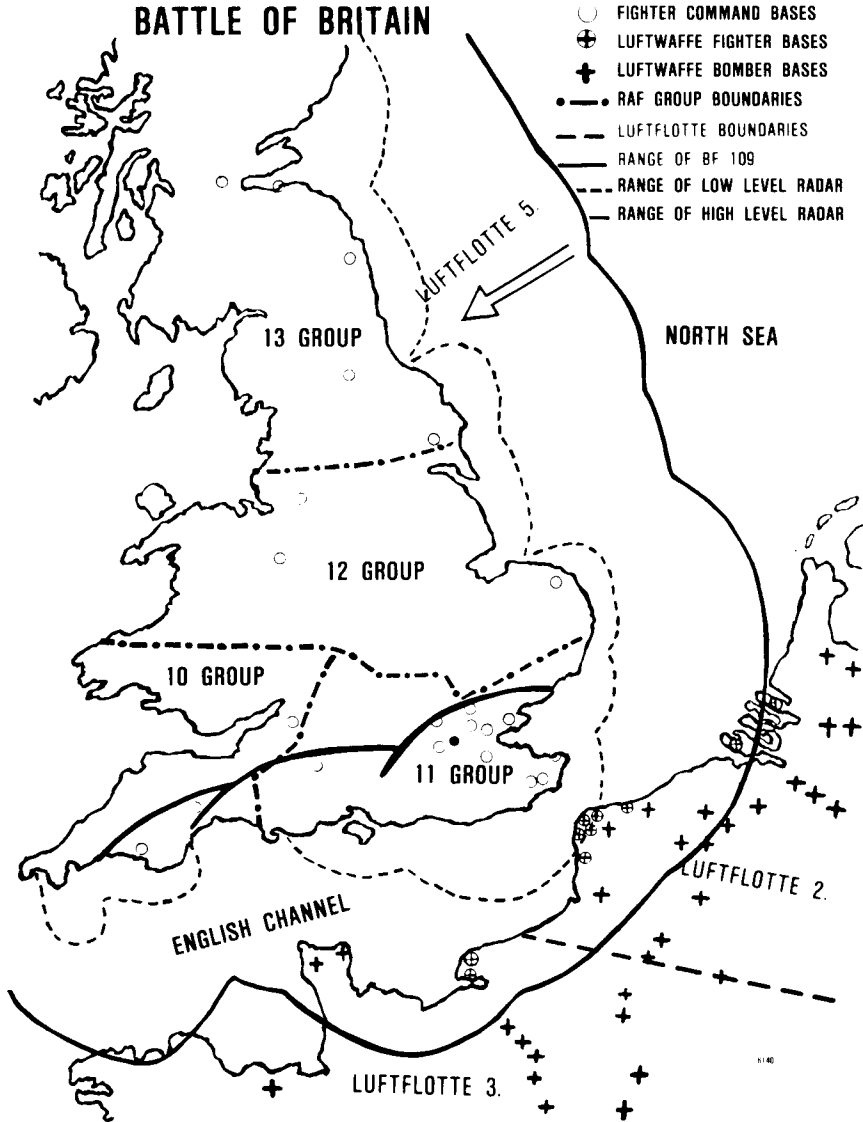 BATTLE OF BRITAIN
FIGHTER COMMAND BASES
LUFTWAFFE FIGHTER BASES
LUFTWAFFE BOMBER BASES
RAF GROUP BOUNDARIES
LUFTFLOTTE BOUNDARIES
RANGE OF BF 109
RANGE OF LOW LEVEL RADAR
RANGE OF HIGH LEVEL RADAR
LUFTFLOTTE 5.
13 GROUP
NORTH SEA
12 GROUP
10 GROUP
11 GROUP
LUFTFLOTTE 2.
ENGLISH CHANNEL
LUFTFLOTTE 3.